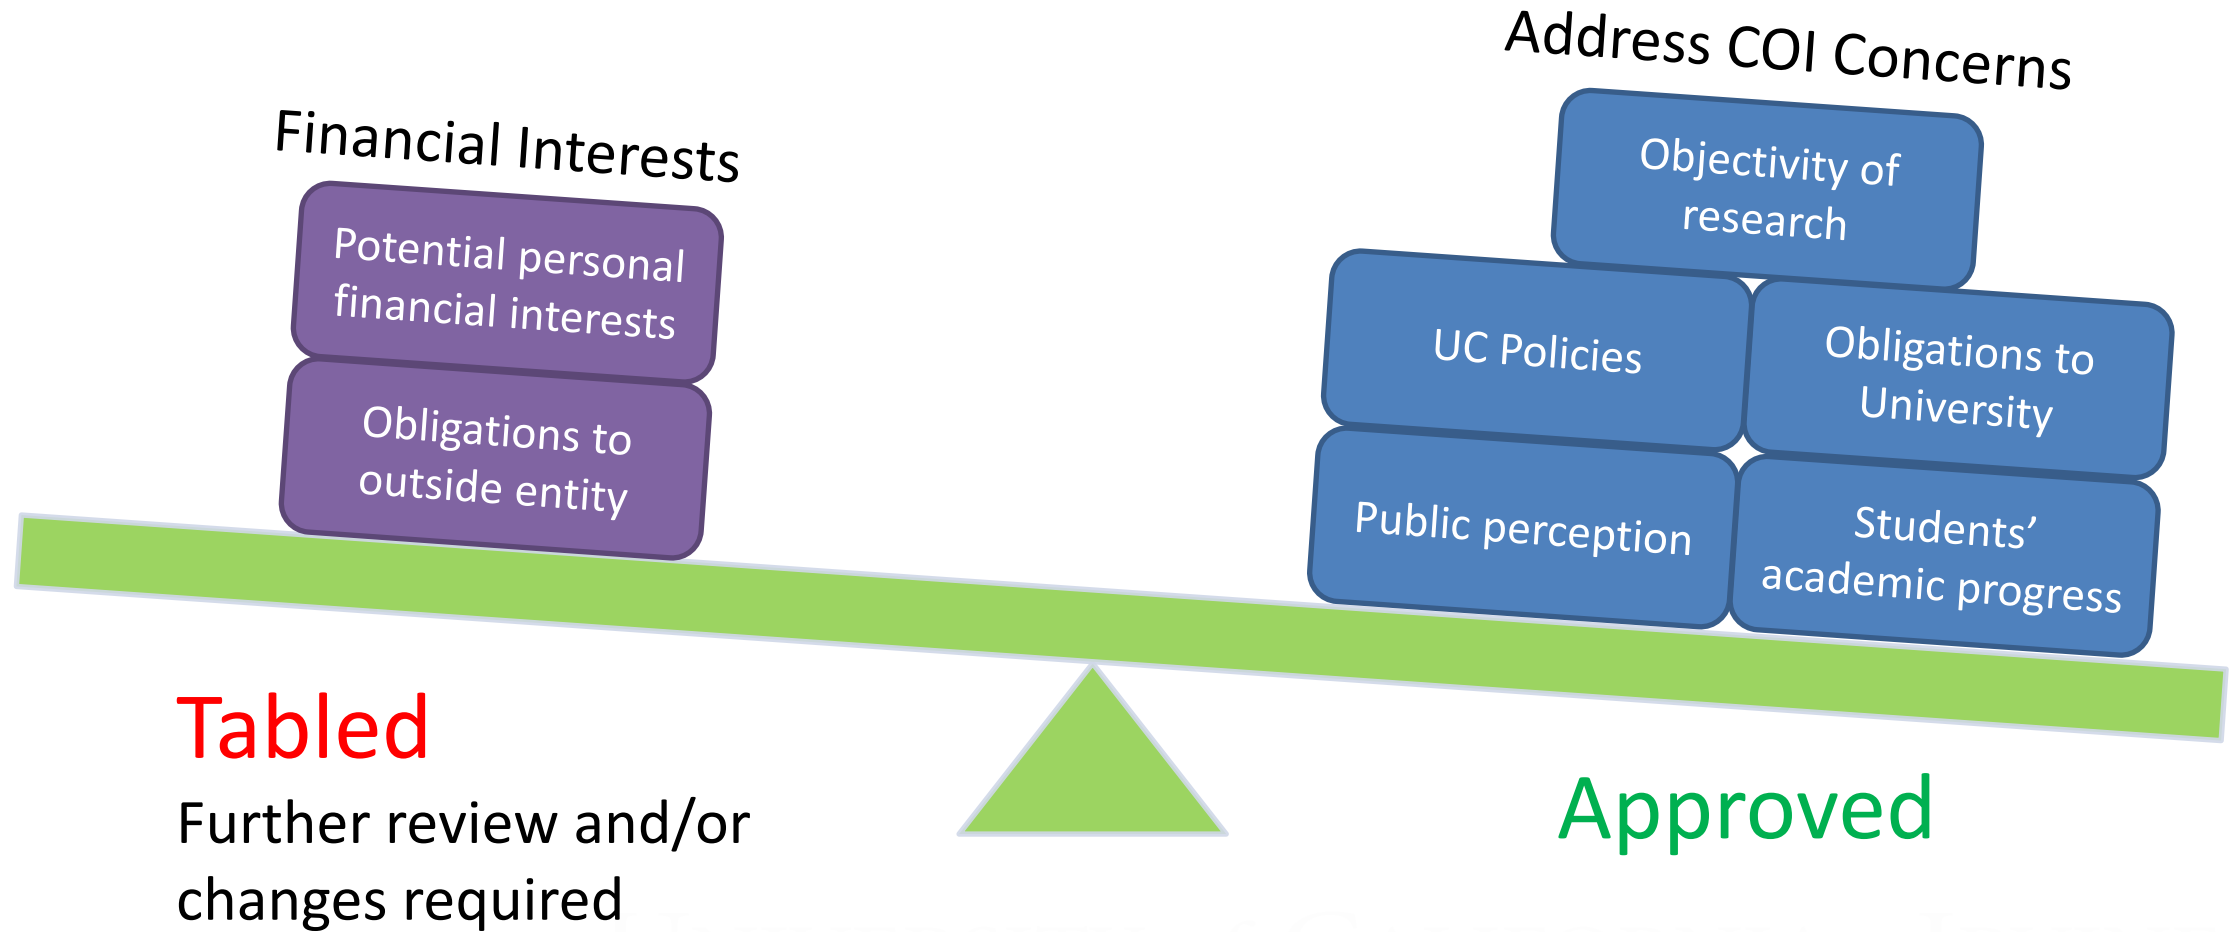 Financial Interests
Potential personal
financial interests
Obligations to
outside entity
Address COI Concerns
Objectivity of
research
UC Policies
Obligations to
University
Public perception
Students’
academic progress
Tabled
Further review and/or
changes required
Approved